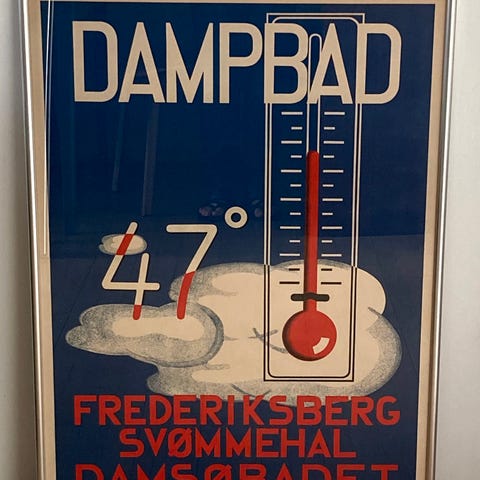 DAMPBAD
47°
FREDERIKSBERG
SVØMMEHAL
DAMSØBADET